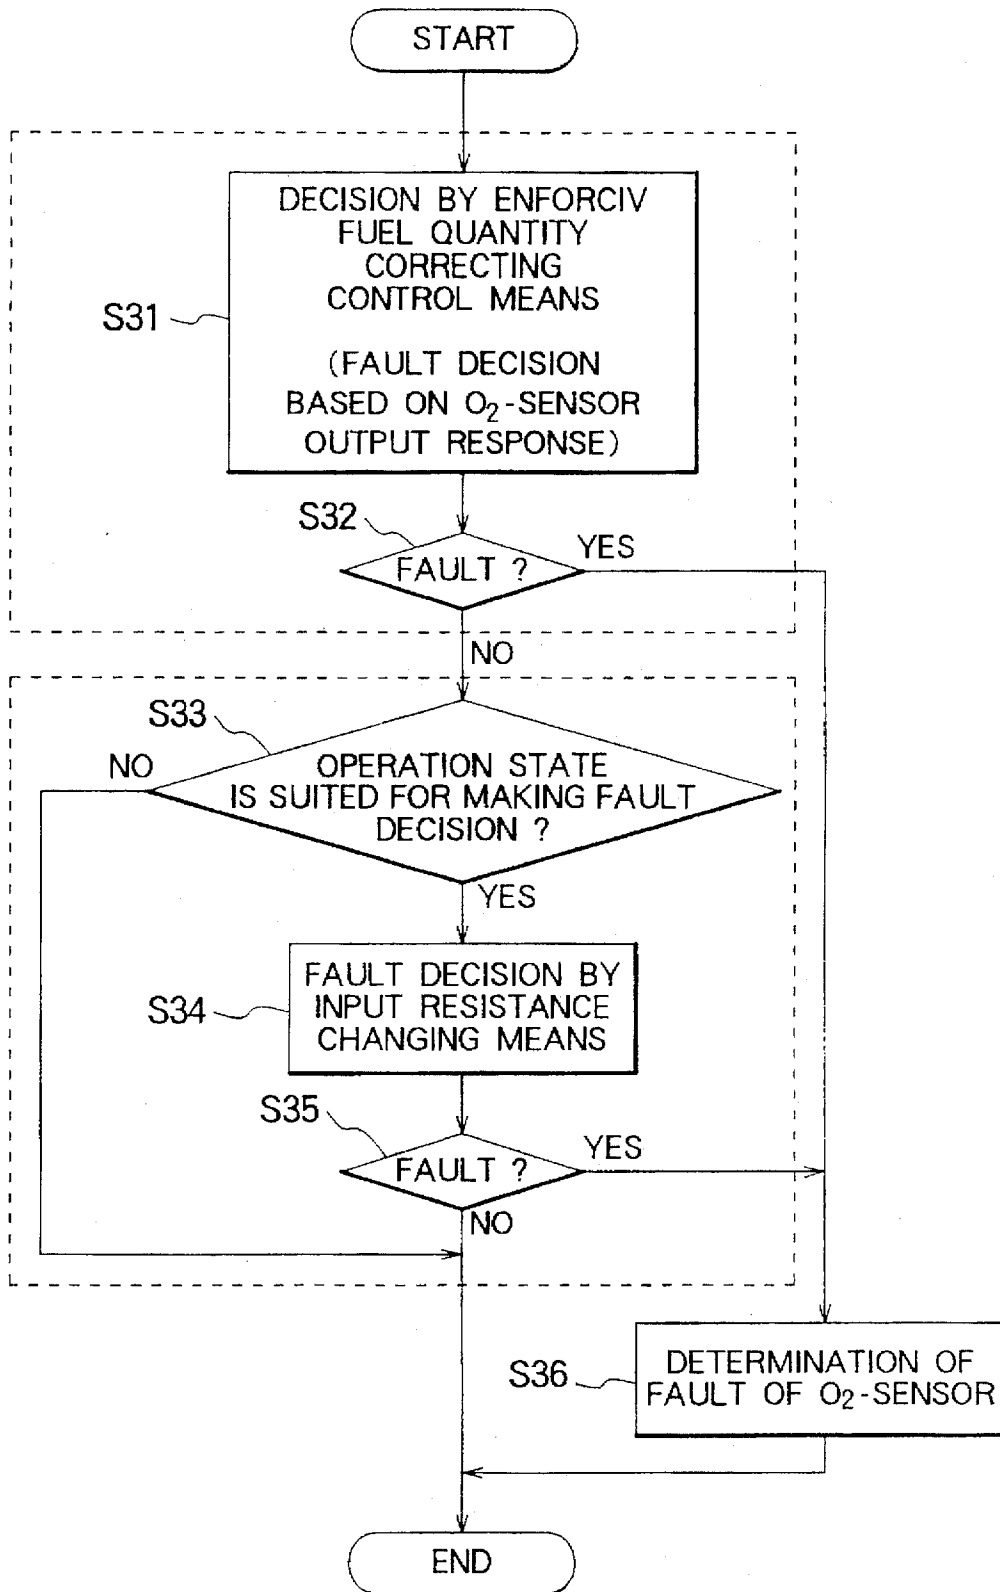 START
DECISION BY ENFORCIV
FUEL QUANTITY
CORRECTING
CONTROL MEANS
S31
(FAULT DECISION
BASED ON O₂-SENSOR
OUTPUT RESPONSE)
S32
YES
FAULT ?
NO
S33
NO
OPERATION STATE
IS SUITED FOR MAKING FAULT
DECISION ?
YES
FAULT DECISION BY
S34
INPUT RESISTANCE
CHANGING MEANS
S35
YES
FAULT ?
NO
S36
DETERMINATION OF
FAULT OF O₂-SENSOR
END